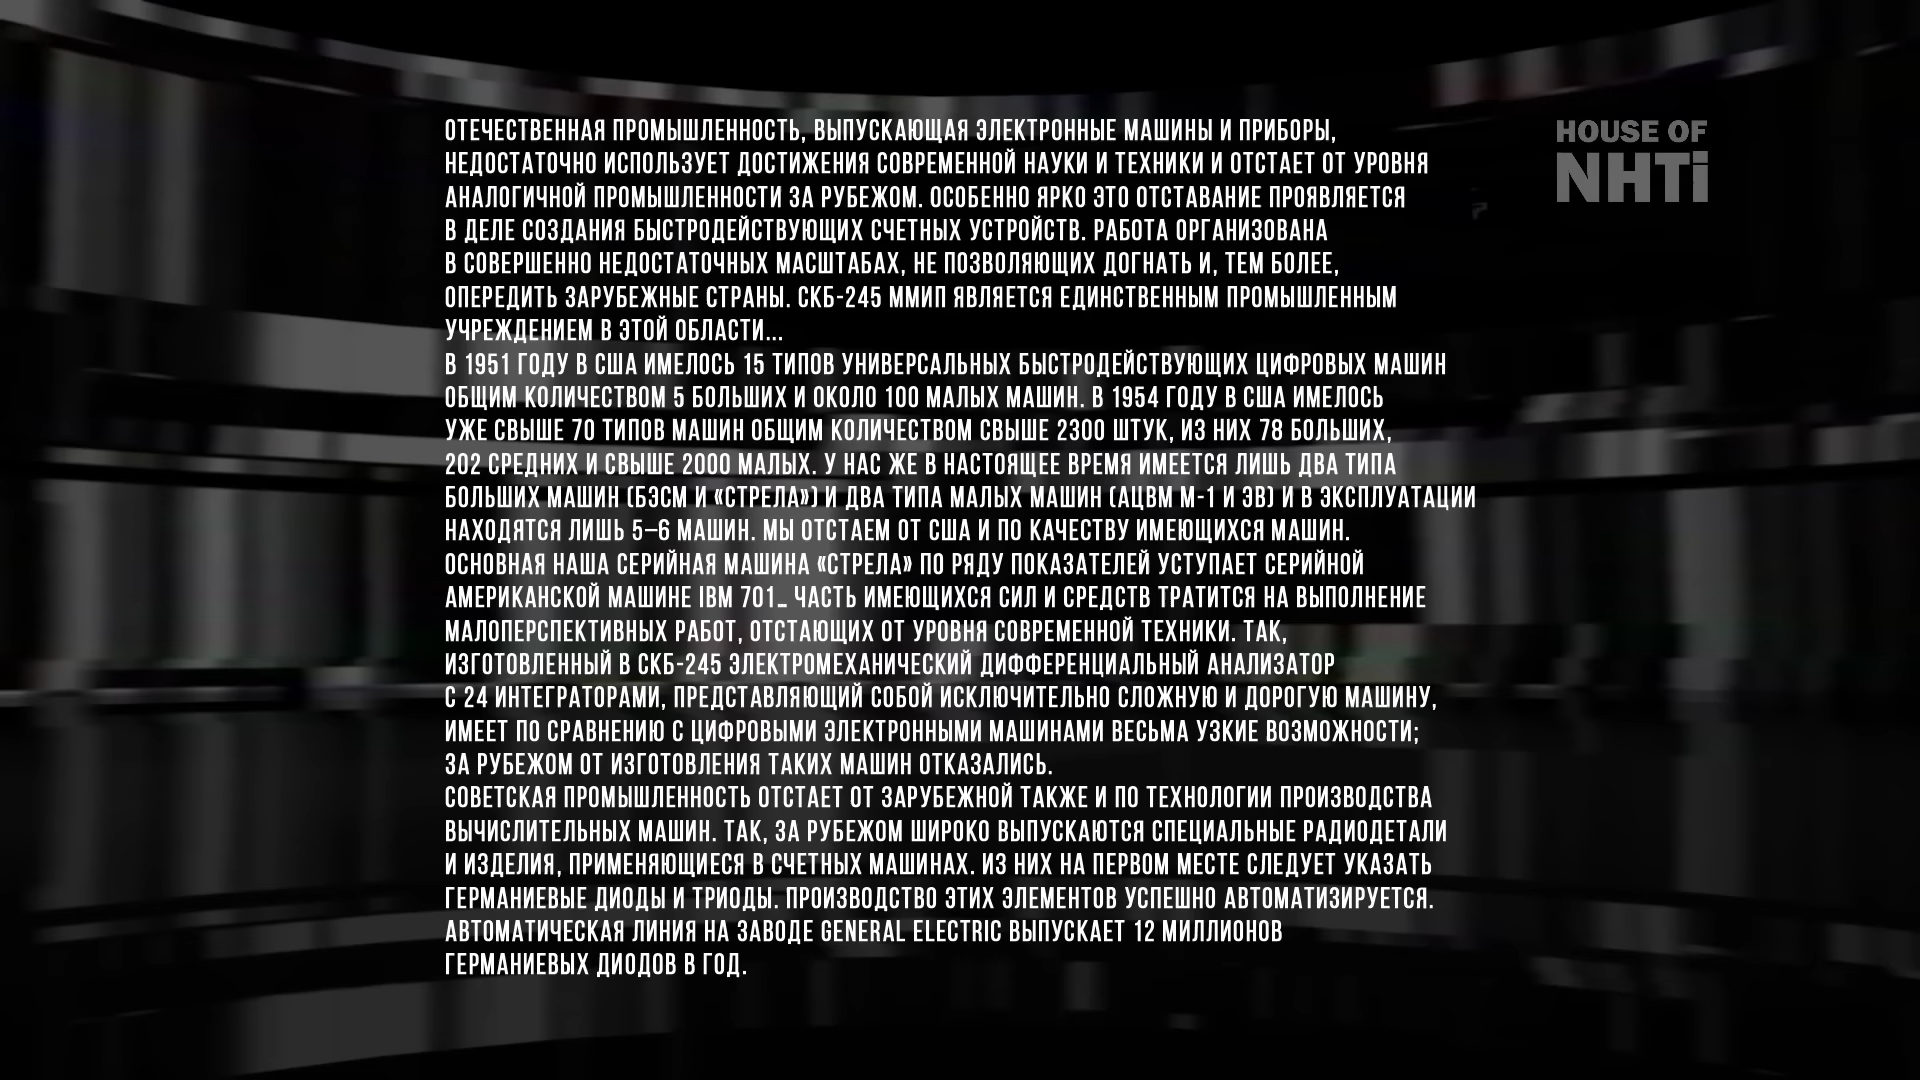 ОТЕЧЕСТВЕННАЯ ПРОМЫШЛЕННОСТЬ, ВЫПУСКАЮЩАЯ ЭЛЕКТРОННЫЕ МАШИНЫ И ПРИБОРЫ,
НЕДОСТАТОЧНО ИСПОЛЬЗУЕТ ДОСТИЖЕНИЯ СОВРЕМЕННОЙ НАУКИ И ТЕХНИКИ И ОТСТАЕТ ОТ УРОВНЯ
АНАЛОГИЧНОЙ ПРОМЫШЛЕННОСТИ ЗА РУБЕЖОМ. ОСОБЕННО ЯРКО ЭТО ОТСТАВАНИЕ ПРОЯВЛЯЕТСЯ
В ДЕЛЕ СОЗДАНИЯ БЫСТРОДЕЙСТВУЮЩИХ СЧЕТНЫХ УСТРОЙСТВ. РАБОТА ОРГАНИЗОВАНА
В СОВЕРШЕННО НЕДОСТАТОЧНЫХ МАСШТАБАХ, НЕ ПОЗВОЛЯЮЩИХ ДОГНАТЬ И, ТЕМ БОЛЕЕ,
ОПЕРЕДИТЬ ЗАРУБЕЖНЫЕ СТРАНЫ. СКБ-245 ММИП ЯВЛЯЕТСЯ ЕДИНСТВЕННЫМ ПРОМЫШЛЕННЫМ
УЧРЕЖДЕНИЕМ В ЭТОЙ ОБЛАСТИ...
В 1951 ГОДУ В США ИМЕЛОСЬ 15 ТИПОВ УНИВЕРСАЛЬНЫХ БЫСТРОДЕЙСТВУЮЩИХ ЦИФРОВЫХ МАШИН
ОБЩИМ КОЛИЧЕСТВОМ 5 БОЛЬШИХ И ОКОЛО 100 МАЛЫХ МАШИН. В 1954 ГОДУ В США ИМЕЛОСЬ
УЖЕ СВЫШЕ 70 ТИПОВ МАШИН ОБЩИМ КОЛИЧЕСТВОМ СВЫШЕ 2300 ШТУК, ИЗ НИХ 78 БОЛЬШИХ,
202 СРЕДНИХ И СВЫШЕ 2000 МАЛЫХ. У НАС ЖЕ В НАСТОЯЩЕЕ ВРЕМЯ ИМЕЕТСЯ ЛИШЬ ДВА ТИПА
БОЛЬШИХ МАШИН (БЭСМ И «СТРЕЛА») И ДВА ТИПА МАЛЫХ МАШИН (АЦВМ М-1 И ЭВ) И В ЭКСПЛУАТАЦИИ
НАХОДЯТСЯ ЛИШЬ 5–6 МАШИН. МЫ ОТСТАЕМ ОТ США И ПО КАЧЕСТВУ ИМЕЮЩИХСЯ МАШИН.
ОСНОВНАЯ НАША СЕРИЙНАЯ МАШИНА «СТРЕЛА» ПО РЯДУ ПОКАЗАТЕЛЕЙ УСТУПАЕТ СЕРИЙНОЙ
АМЕРИКАНСКОЙ МАШИНЕ IBM 701… ЧАСТЬ ИМЕЮЩИХСЯ СИЛ И СРЕДСТВ ТРАТИТСЯ НА ВЫПОЛНЕНИЕ
МАЛОПЕРСПЕКТИВНЫХ РАБОТ, ОТСТАЮЩИХ ОТ УРОВНЯ СОВРЕМЕННОЙ ТЕХНИКИ. ТАК,
ИЗГОТОВЛЕННЫЙ В СКБ-245 ЭЛЕКТРОМЕХАНИЧЕСКИЙ ДИФФЕРЕНЦИАЛЬНЫЙ АНАЛИЗАТОР
С 24 ИНТЕГРАТОРАМИ, ПРЕДСТАВЛЯЮЩИЙ СОБОЙ ИСКЛЮЧИТЕЛЬНО СЛОЖНУЮ И ДОРОГУЮ МАШИНУ,
ИМЕЕТ ПО СРАВНЕНИЮ С ЦИФРОВЫМИ ЭЛЕКТРОННЫМИ МАШИНАМИ ВЕСЬМА УЗКИЕ ВОЗМОЖНОСТИ;
ЗА РУБЕЖОМ ОТ ИЗГОТОВЛЕНИЯ ТАКИХ МАШИН ОТКАЗАЛИСЬ.
СОВЕТСКАЯ ПРОМЫШЛЕННОСТЬ ОТСТАЕТ ОТ ЗАРУБЕЖНОЙ ТАКЖЕ И ПО ТЕХНОЛОГИИ ПРОИЗВОДСТВА
ВЫЧИСЛИТЕЛЬНЫХ МАШИН. ТАК, ЗА РУБЕЖОМ ШИРОКО ВЫПУСКАЮТСЯ СПЕЦИАЛЬНЫЕ РАДИОДЕТАЛИ
И ИЗДЕЛИЯ, ПРИМЕНЯЮЩИЕСЯ В СЧЕТНЫХ МАШИНАХ. ИЗ НИХ НА ПЕРВОМ МЕСТЕ СЛЕДУЕТ УКАЗАТЬ
ГЕРМАНИЕВЫЕ ДИОДЫ И ТРИОДЫ. ПРОИЗВОДСТВО ЭТИХ ЭЛЕМЕНТОВ УСПЕШНО АВТОМАТИЗИРУЕТСЯ.
АВТОМАТИЧЕСКАЯ ЛИНИЯ НА ЗАВОДЕ GENERAL ELECTRIC ВЫПУСКАЕТ 12 МИЛЛИОНОВ
ГЕРМАНИЕВЫХ ДИОДОВ В ГОД.
HOUSE OF
NHTi